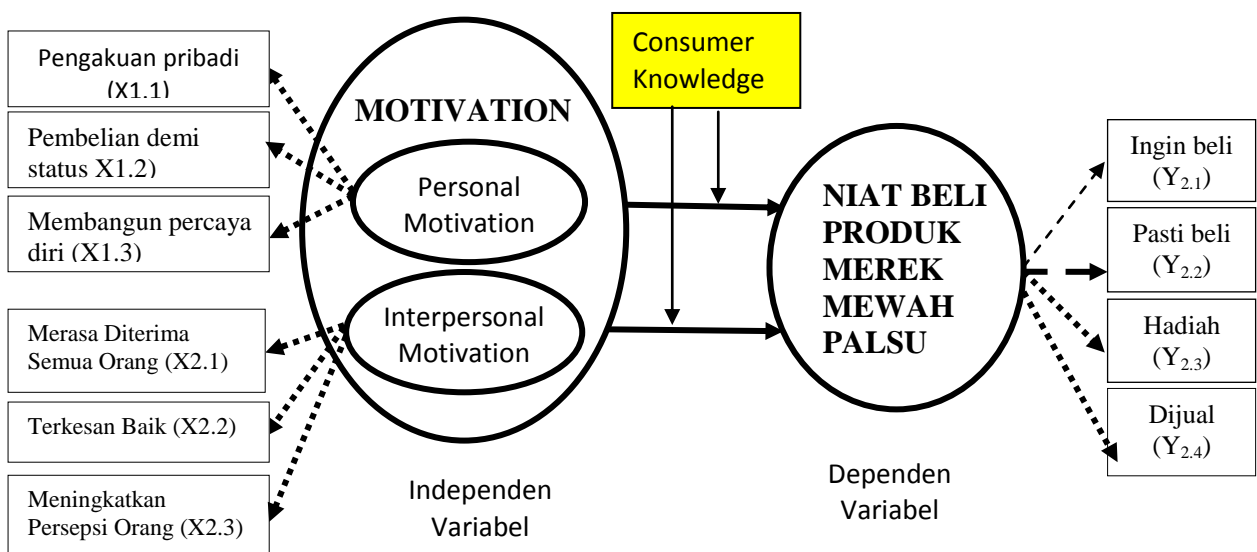 Pengakuan pribadi
(X1.1)
Pembelian demi
status X1.2)
Membangun percaya
diri (X1.3)
Merasa Diterima
Semua Orang (X2.1)
Terkesan Baik (X2.2)
Meningkatkan
Persepsi Orang (X2.3)
MOTIVATION
Personal
Motivation
Interpersonal
Motivation
Independen
Variabel
Consumer
Knowledge
NIAT BELI
PRODUK
MEREK
MEWAH
PALSU
Dependen
Variabel
Ingin beli
(Y2.1)
Pasti beli
(Y2.2)
Hadiah
(Y2.3)
Dijual
(Y2.4)